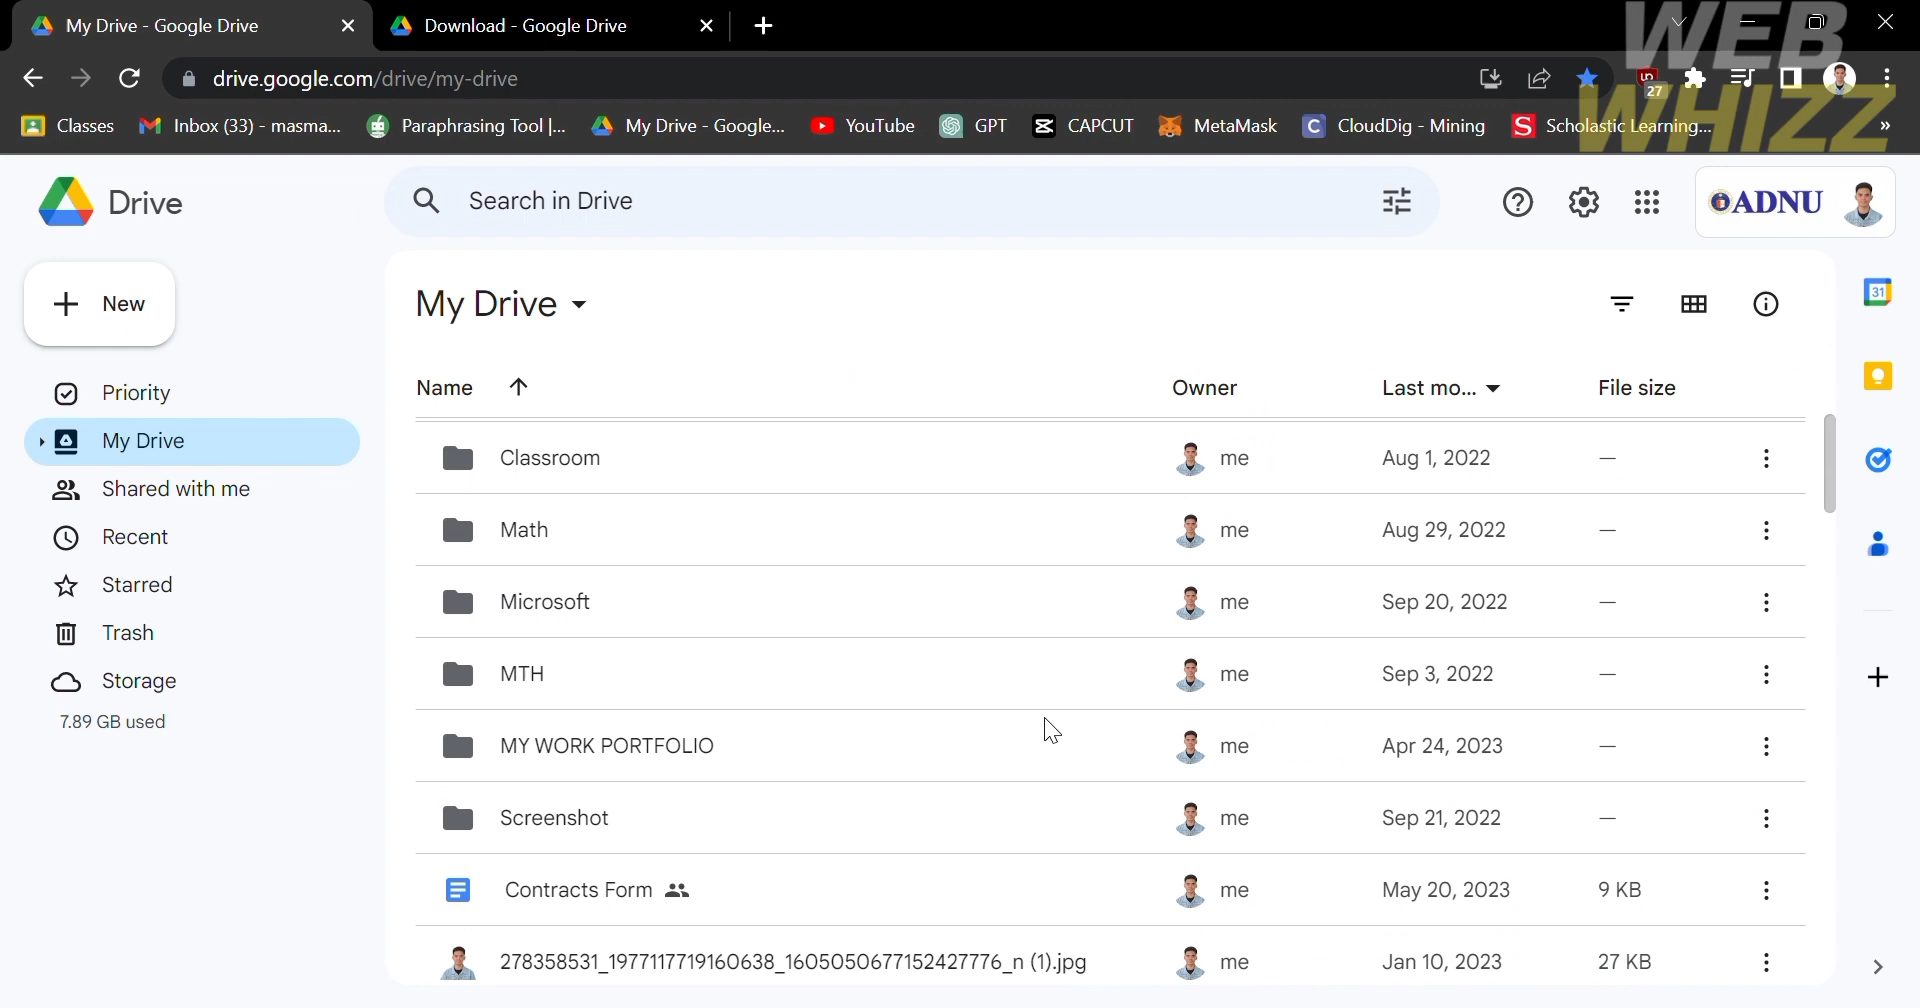 My Drive - Google Drive
Download - Google Drive
WEB
WHIZZ
drive.google.com/drive/my-drive
27
Classes
Inbox (33) - masma...
Paraphrasing Tool |...
My Drive - Google...
YouTube
GPT
CAPCUT
MetaMask
C
CloudDig - Mining
S
Scholastic Learning...
Drive
Search in Drive
ADNU
New
My Drive
31
Name
Owner
Last mo...
File size
Priority
My Drive
Shared with me
Recent
Starred
Trash
Storage
7.89 GB used
Classroom me Aug 1, 2022 —
Math me Aug 29, 2022 —
Microsoft me Sep 20, 2022 —
MTH me Sep 3, 2022 —
MY WORK PORTFOLIO me Apr 24, 2023 —
Screenshot me Sep 21, 2022 —
Contracts Form me May 20, 2023 9 KB
278358531_1977117719160638_1605050677152427776_n (1).jpg me Jan 10, 2023 27 KB